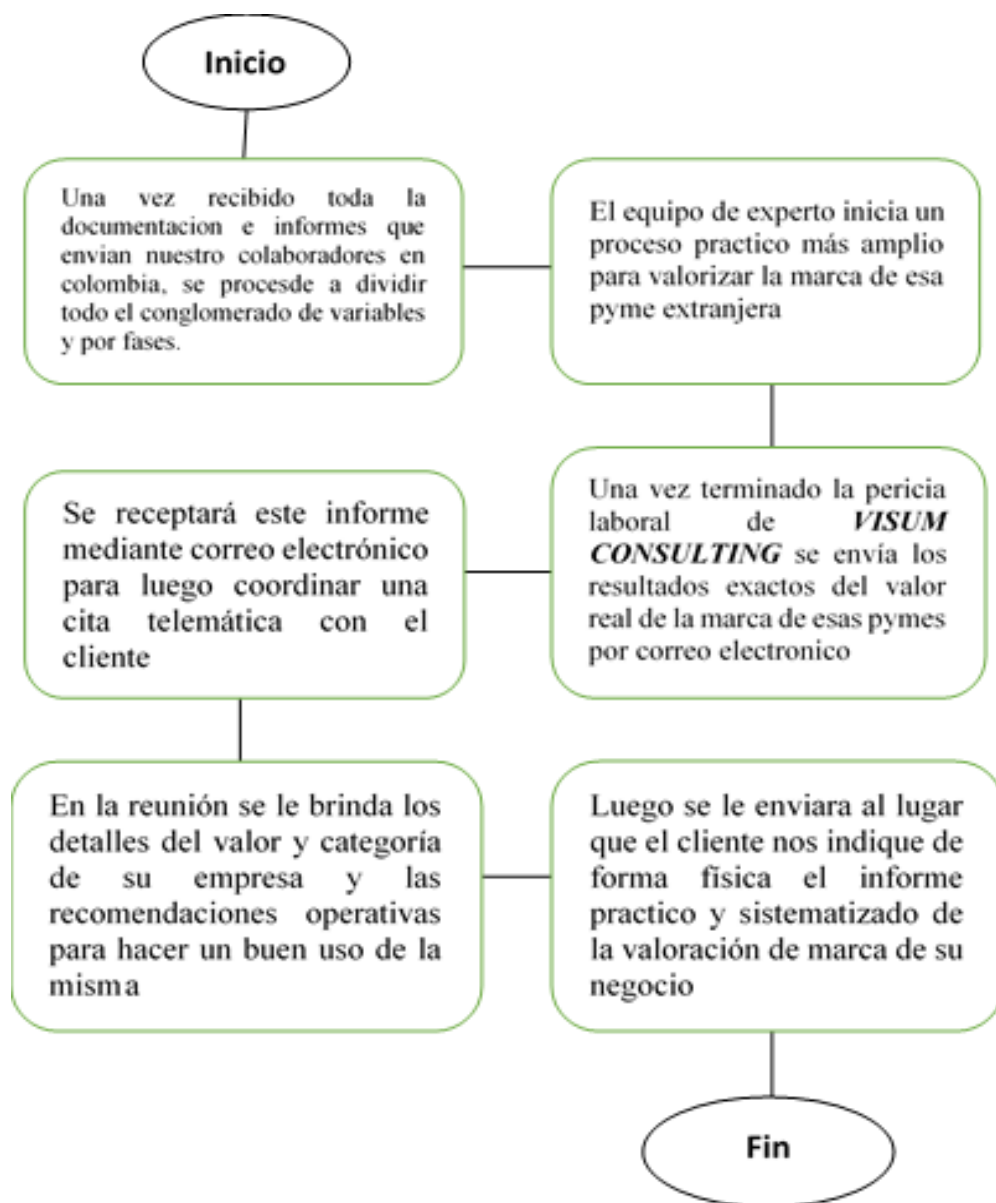 Inicio
Una vez recibido toda la
documentacion e informes que
envian nuestro colaboradores en
colombia, se procesde a dividir
todo el conglomerado de variables
y por fases.
El equipo de experto inicia un
proceso practico más amplio
para valorizar la marca de esa
pyme extranjera
Una vez terminado la pericia
laboral de VISUM
CONSULTING se envía los
resultados exactos del valor
real de la marca de esas pymes
por correo electronico
Se receptará este informe
mediante correo electrónico
para luego coordinar una
cita telemática con el
cliente
En la reunión se le brinda los
detalles del valor y categoría
de su empresa y las
recomendaciones operativas
para hacer un buen uso de la
misma
Luego se le enviara al lugar
que el cliente nos indique de
forma física el informe
practico y sistematizado de
la valoración de marca de su
negocio
Fin